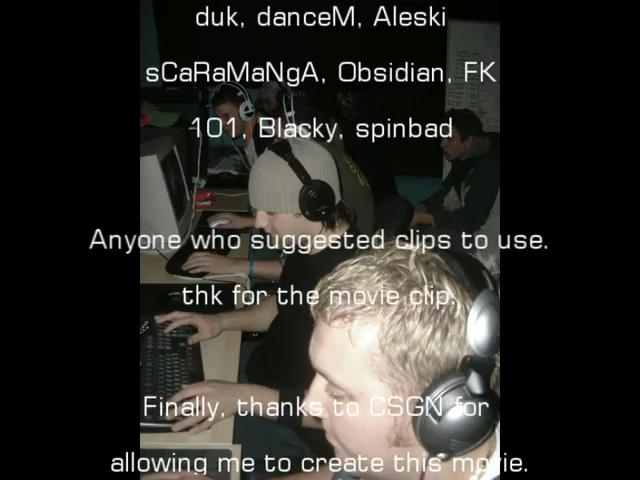 duk, danceM, Aleski
sCaRaMaNgA, Obsidian, FK
101, Blacky, spinbad
Anyone who suggested clips to use.
thk for the movie clip.
Finally, thanks to CSGN for
allowing me to create this movie.